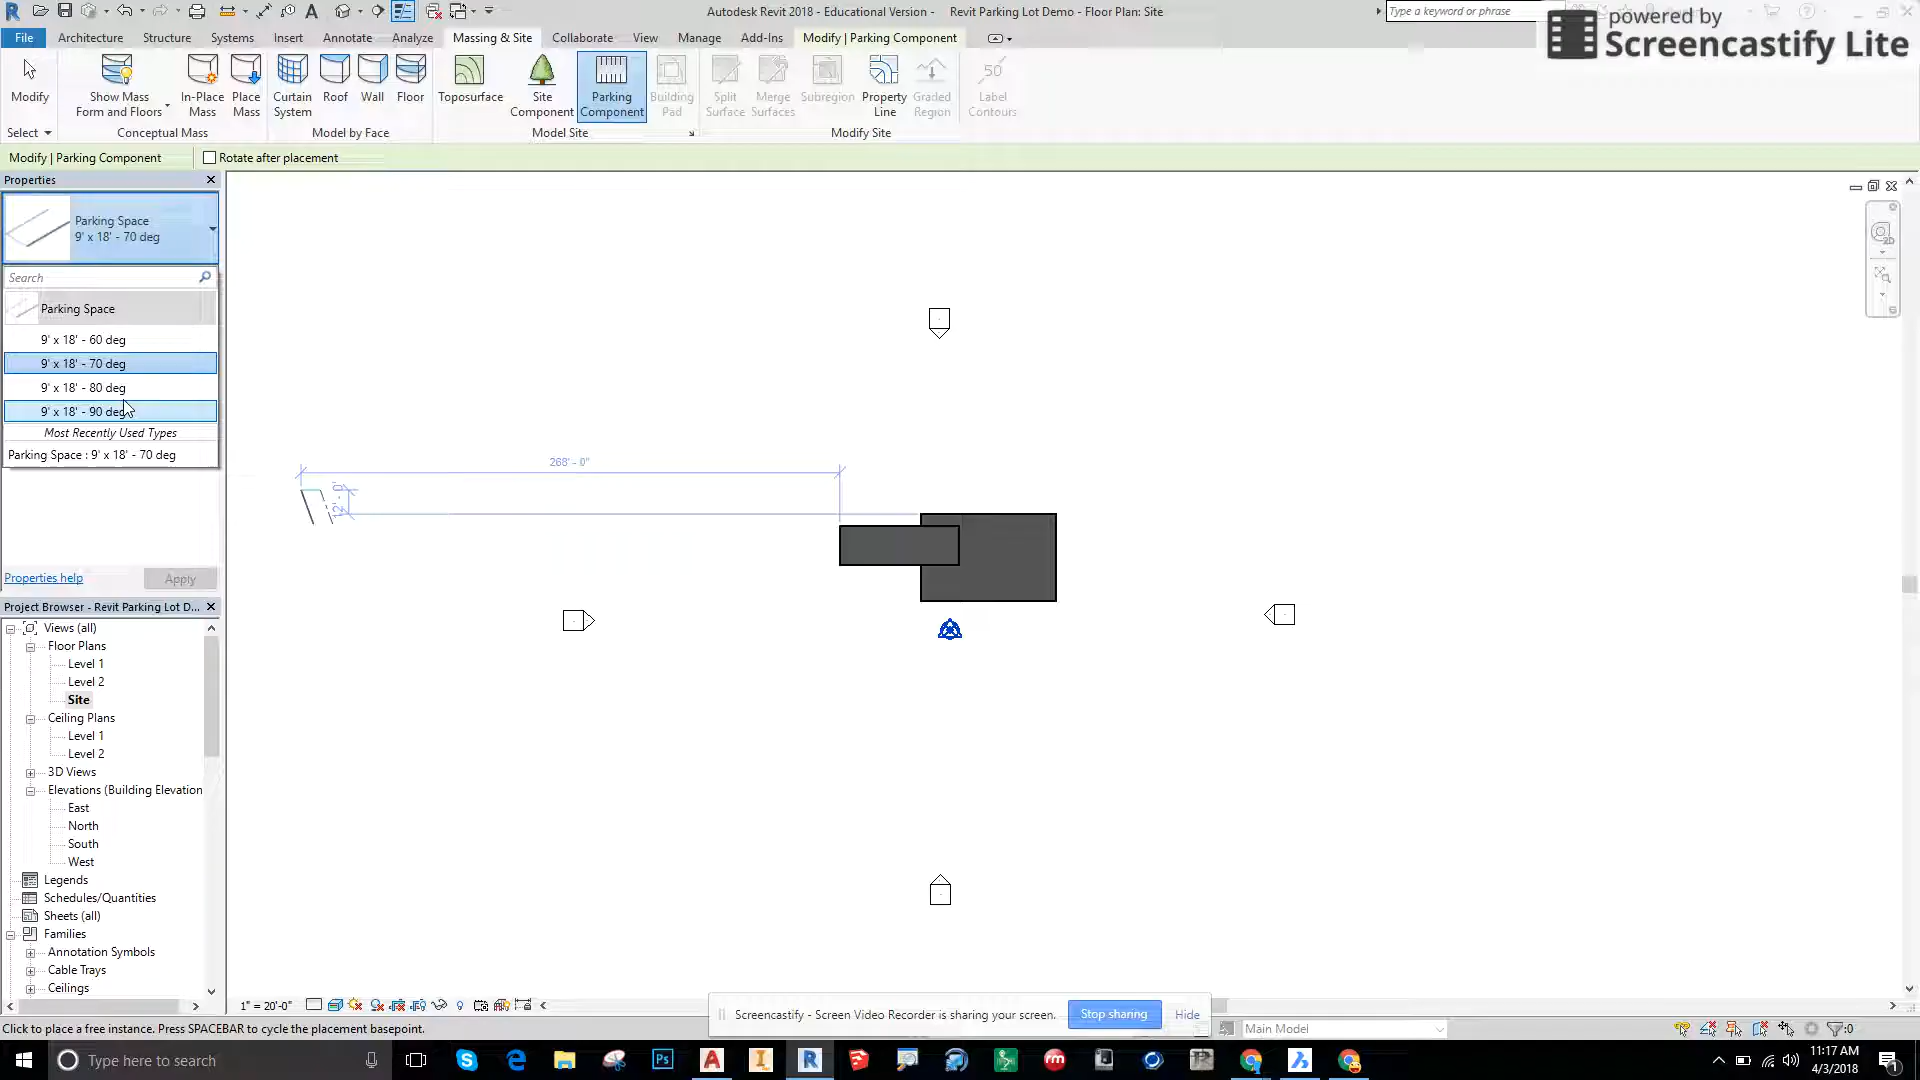 Autodesk Revit 2018 - Educational Version - Revit Parking Lot Demo - Floor Plan: Site
Type a keyword or phrase
powered by
Screencastify Lite
File Architecture Structure Systems Insert Annotate Analyze Massing & Site Collaborate View Manage Add-Ins Modify | Parking Component
Modify
Show Mass Form and Floors
In-Place Mass
Place Mass
Curtain System
Roof
Wall
Floor
Toposurface
Site Component
Parking Component
Building Pad
Split Surface
Merge Surfaces
Subregion
Property Line
Graded Region
50
Label Contours
Select Conceptual Mass Model by Face Model Site Modify Site
Modify | Parking Component Rotate after placement
Properties
Parking Space
9' x 18' - 70 deg
Search
Parking Space
9' x 18' - 60 deg
9' x 18' - 70 deg
9' x 18' - 80 deg
9' x 18' - 90 deg
Most Recently Used Types
Parking Space : 9' x 18' - 70 deg
Properties help Apply
268' - 0"
12' - 0"
2D
Project Browser - Revit Parking Lot D...
Views (all)
Floor Plans
Level 1
Level 2
Site
Ceiling Plans
Level 1
Level 2
3D Views
Elevations (Building Elevation
East
North
South
West
Legends
Schedules/Quantities
Sheets (all)
Families
Annotation Symbols
Cable Trays
Ceilings
1" = 20'-0"
Screencastify - Screen Video Recorder is sharing your screen. Stop sharing Hide
Click to place a free instance. Press SPACEBAR to cycle the placement basepoint.
Main Model
:0
Type here to search
11:17 AM
4/3/2018